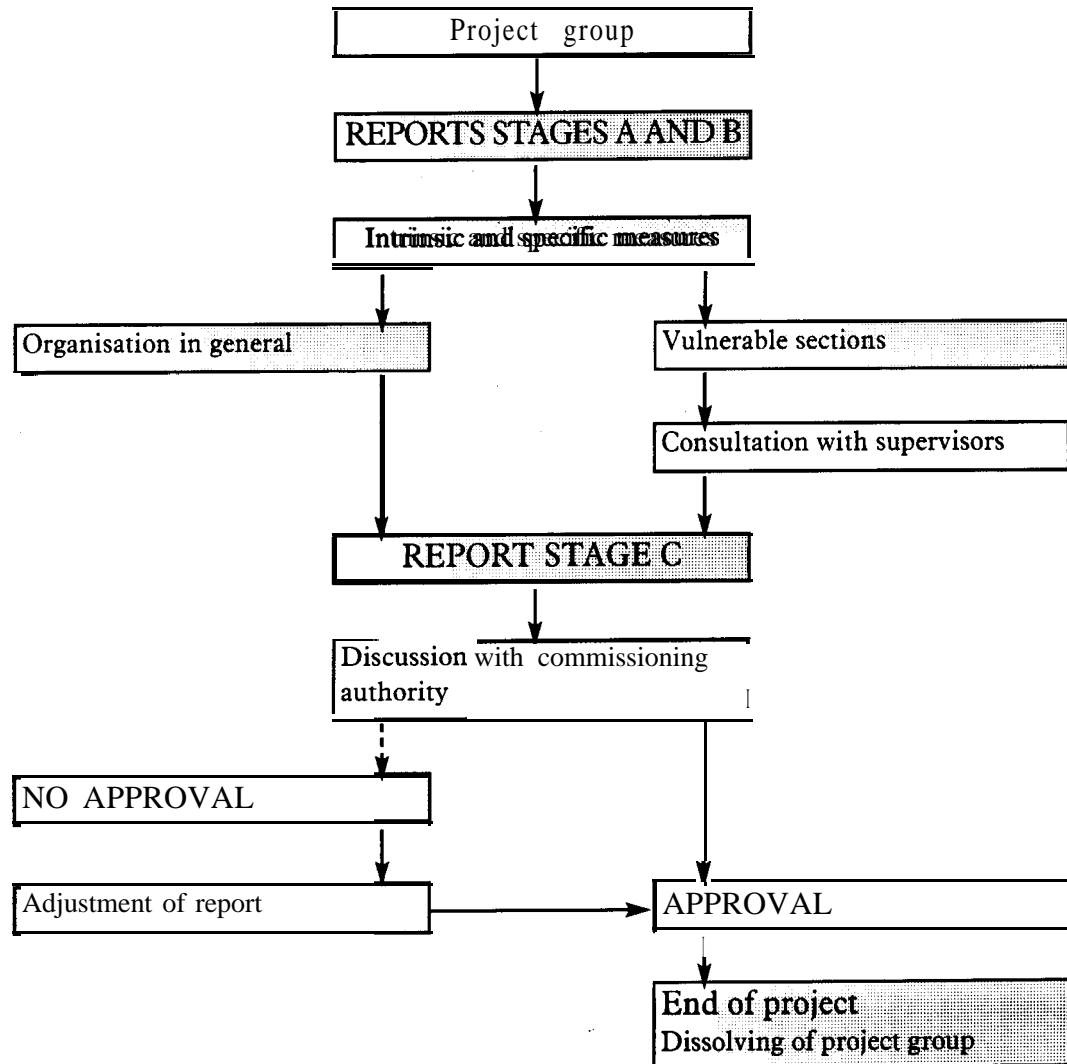 Project group
REPORTS STAGES A AND B
Intrinsic and specific measures
Organisation in general
Vulnerable sections
Consultation with supervisors
REPORT STAGE C
Discussion with commissioning
authority
NO APPROVAL
Adjustment of report
APPROVAL
End of project
Dissolving of project group